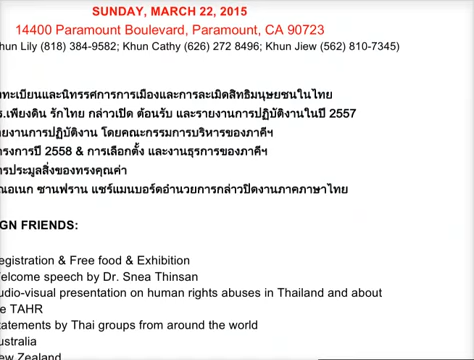 SUNDAY, MARCH 22, 2015
14400 Paramount Boulevard, Paramount, CA 90723
hun Lily (818) 384-9582; Khun Cathy (626) 272 8496; Khun Jiew (562) 810-7345)
งทะเบียนและนิทรรศการการเมืองและการละเมิดสิทธิมนุษยชนในไทย
ร.เพียงดิน รักไทย กล่าวเปิด ต้อนรับ และรายงานการปฏิบัติงานในปี 2557
ายงานการปฏิบัติงาน โดยคณะกรรมการบริหารของภาคีฯ
ครงการปี 2558 & การเลือกตั้ง และงานธุรการของภาคีฯ
ารประมูลสิ่งของทรงคุณค่า
ุณอเนก ซานฟราน แชร์แมนบอร์ดอำนวยการกล่าวปิดงานภาคภาษาไทย
GN FRIENDS:
egistration & Free food & Exhibition
elcome speech by Dr. Snea Thinsan
udio-visual presentation on human rights abuses in Thailand and about
e TAHR
tatements by Thai groups from around the world
ustralia
ew Zealand